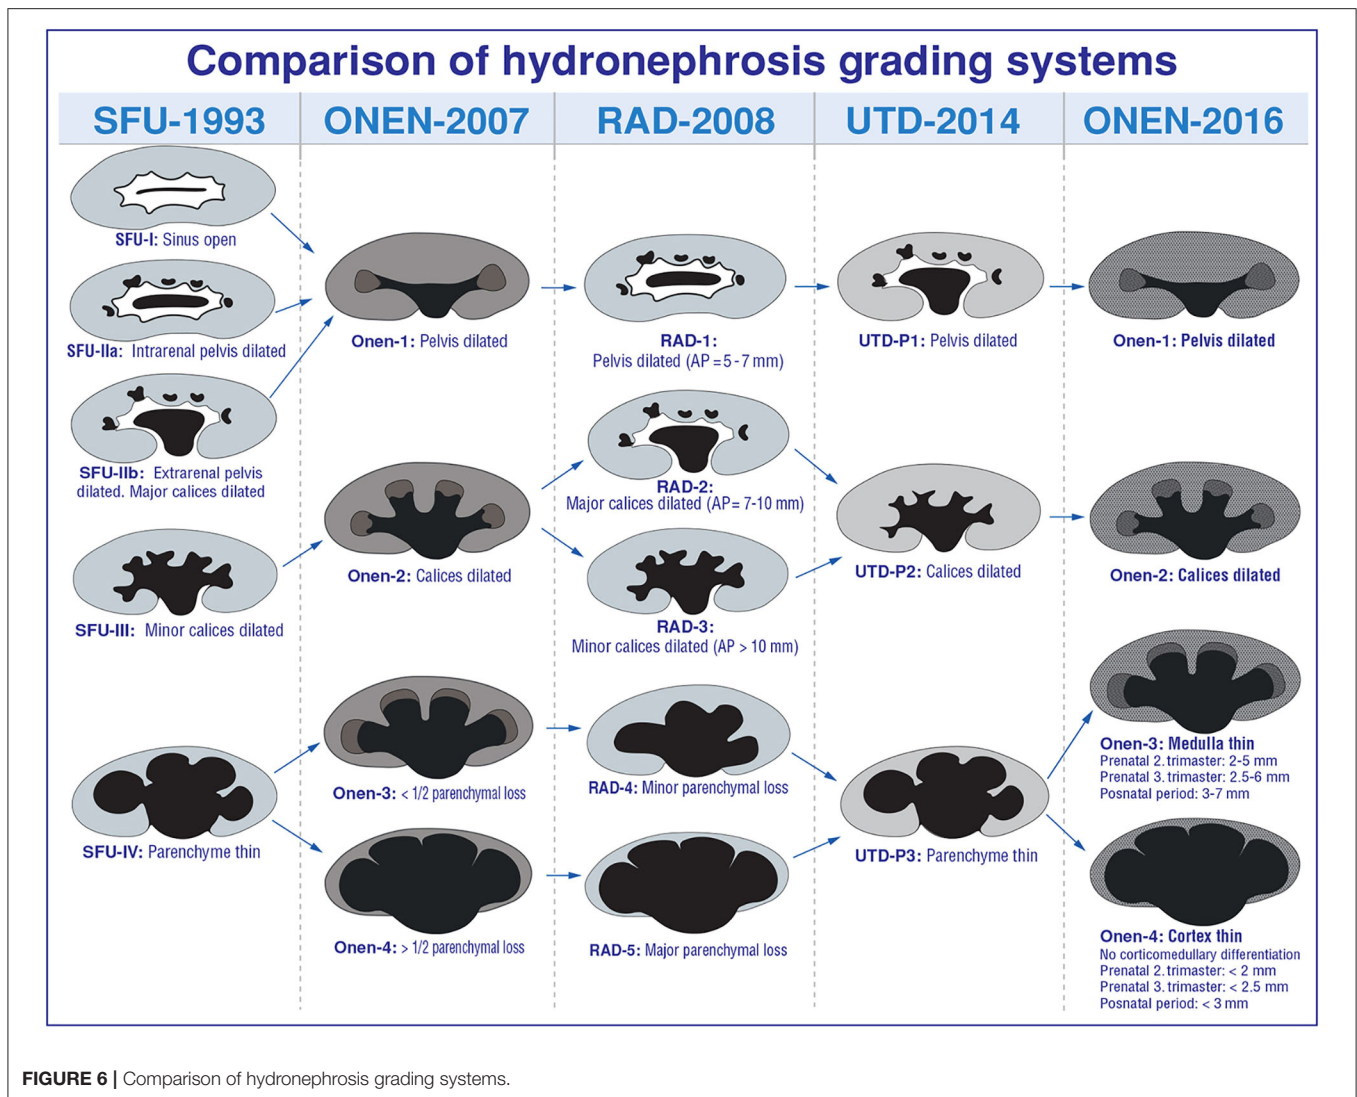 Comparison of hydronephrosis grading systems
SFU-1993
ONEN-2007
RAD-2008
UTD-2014
ONEN-2016
SFU-I: Sinus open
SFU-IIa: Intrarenal pelvis dilated
SFU-IIb: Extrarenal pelvis
dilated. Major calices dilated
SFU-III: Minor calices dilated
SFU-IV: Parenchyme thin
Onen-1: Pelvis dilated
Onen-2: Calices dilated
Onen-3: < 1/2 parenchymal loss
Onen-4: > 1/2 parenchymal loss
RAD-1:
Pelvis dilated (AP = 5 - 7 mm)
RAD-2:
Major calices dilated (AP= 7-10 mm)
RAD-3:
Minor calices dilated (AP > 10 mm)
RAD-4: Minor parenchymal loss
RAD-5: Major parenchymal loss
UTD-P1: Pelvis dilated
UTD-P2: Calices dilated
UTD-P3: Parenchyme thin
Onen-1: Pelvis dilated
Onen-2: Calices dilated
Onen-3: Medulla thin
Prenatal 2. trimaster: 2-5 mm
Prenatal 3. trimaster: 2.5-6 mm
Posnatal period: 3-7 mm
Onen-4: Cortex thin
No corticomedullary differentiation
Prenatal 2. trimaster: < 2 mm
Prenatal 3. trimaster: < 2.5 mm
Posnatal period: < 3 mm
FIGURE 6 | Comparison of hydronephrosis grading systems.